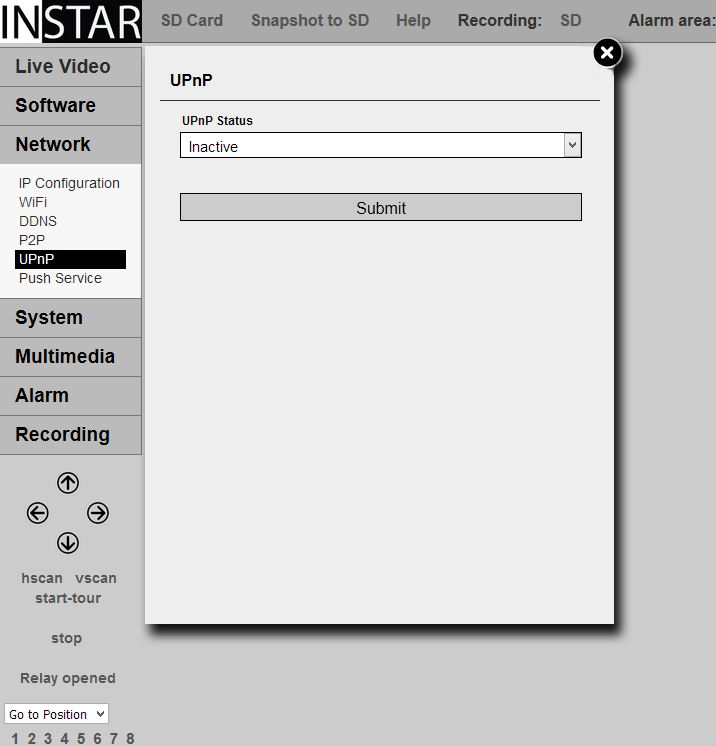 INSTAR
SD Card Snapshot to SD Help Recording: SD Alarm area:
Live Video
Software
Network
IP Configuration
WiFi
DDNS
P2P
UPnP
Push Service
System
Multimedia
Alarm
Recording
hscan vscan
start-tour
stop
Relay opened
Go to Position
1 2 3 4 5 6 7 8
UPnP
UPnP Status
Inactive
Submit